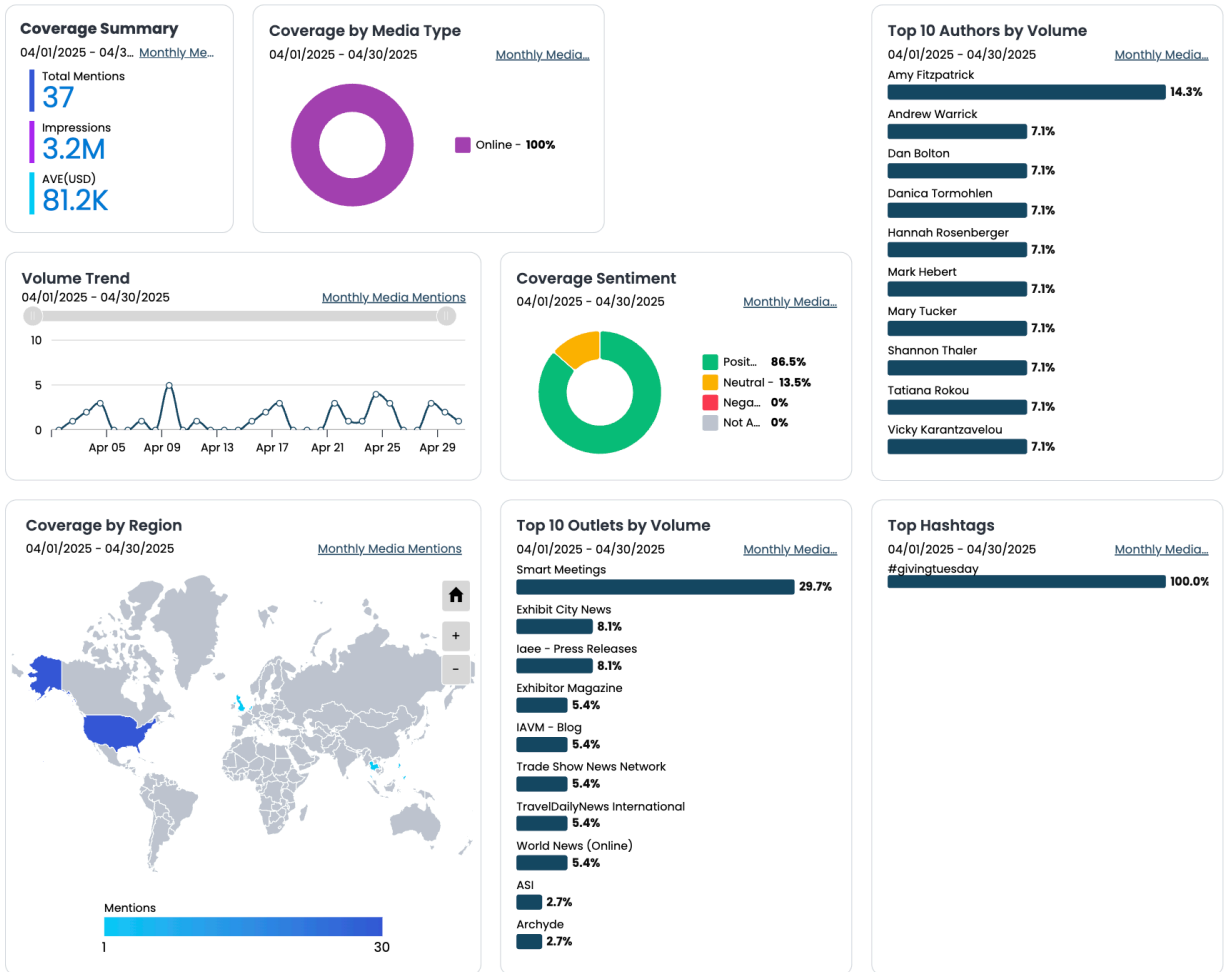 Coverage Summary
04/01/2025 - 04/3... Monthly Me...
Total Mentions
37
Impressions
3.2M
AVE(USD)
81.2K
Coverage by Media Type
04/01/2025 - 04/30/2025 Monthly Media...
Online - 100%
Top 10 Authors by Volume
04/01/2025 - 04/30/2025 Monthly Media...
Amy Fitzpatrick
14.3%
Andrew Warrick
7.1%
Dan Bolton
7.1%
Danica Tormohlen
7.1%
Hannah Rosenberger
7.1%
Mark Hebert
7.1%
Mary Tucker
7.1%
Shannon Thaler
7.1%
Tatiana Rokou
7.1%
Vicky Karantzavelou
7.1%
Volume Trend
04/01/2025 - 04/30/2025 Monthly Media Mentions
10
5
0
Apr 05 Apr 09 Apr 13 Apr 17 Apr 21 Apr 25 Apr 29
Coverage Sentiment
04/01/2025 - 04/30/2025 Monthly Media...
Posit... 86.5%
Neutral - 13.5%
Nega... 0%
Not A... 0%
Coverage by Region
04/01/2025 - 04/30/2025 Monthly Media Mentions
+
-
Mentions
1 30
Top 10 Outlets by Volume
04/01/2025 - 04/30/2025 Monthly Media...
Smart Meetings
29.7%
Exhibit City News
8.1%
Iaee - Press Releases
8.1%
Exhibitor Magazine
5.4%
IAVM - Blog
5.4%
Trade Show News Network
5.4%
TravelDailyNews International
5.4%
World News (Online)
5.4%
ASI
2.7%
Archyde
2.7%
Top Hashtags
04/01/2025 - 04/30/2025 Monthly Media...
#givingtuesday
100.0%